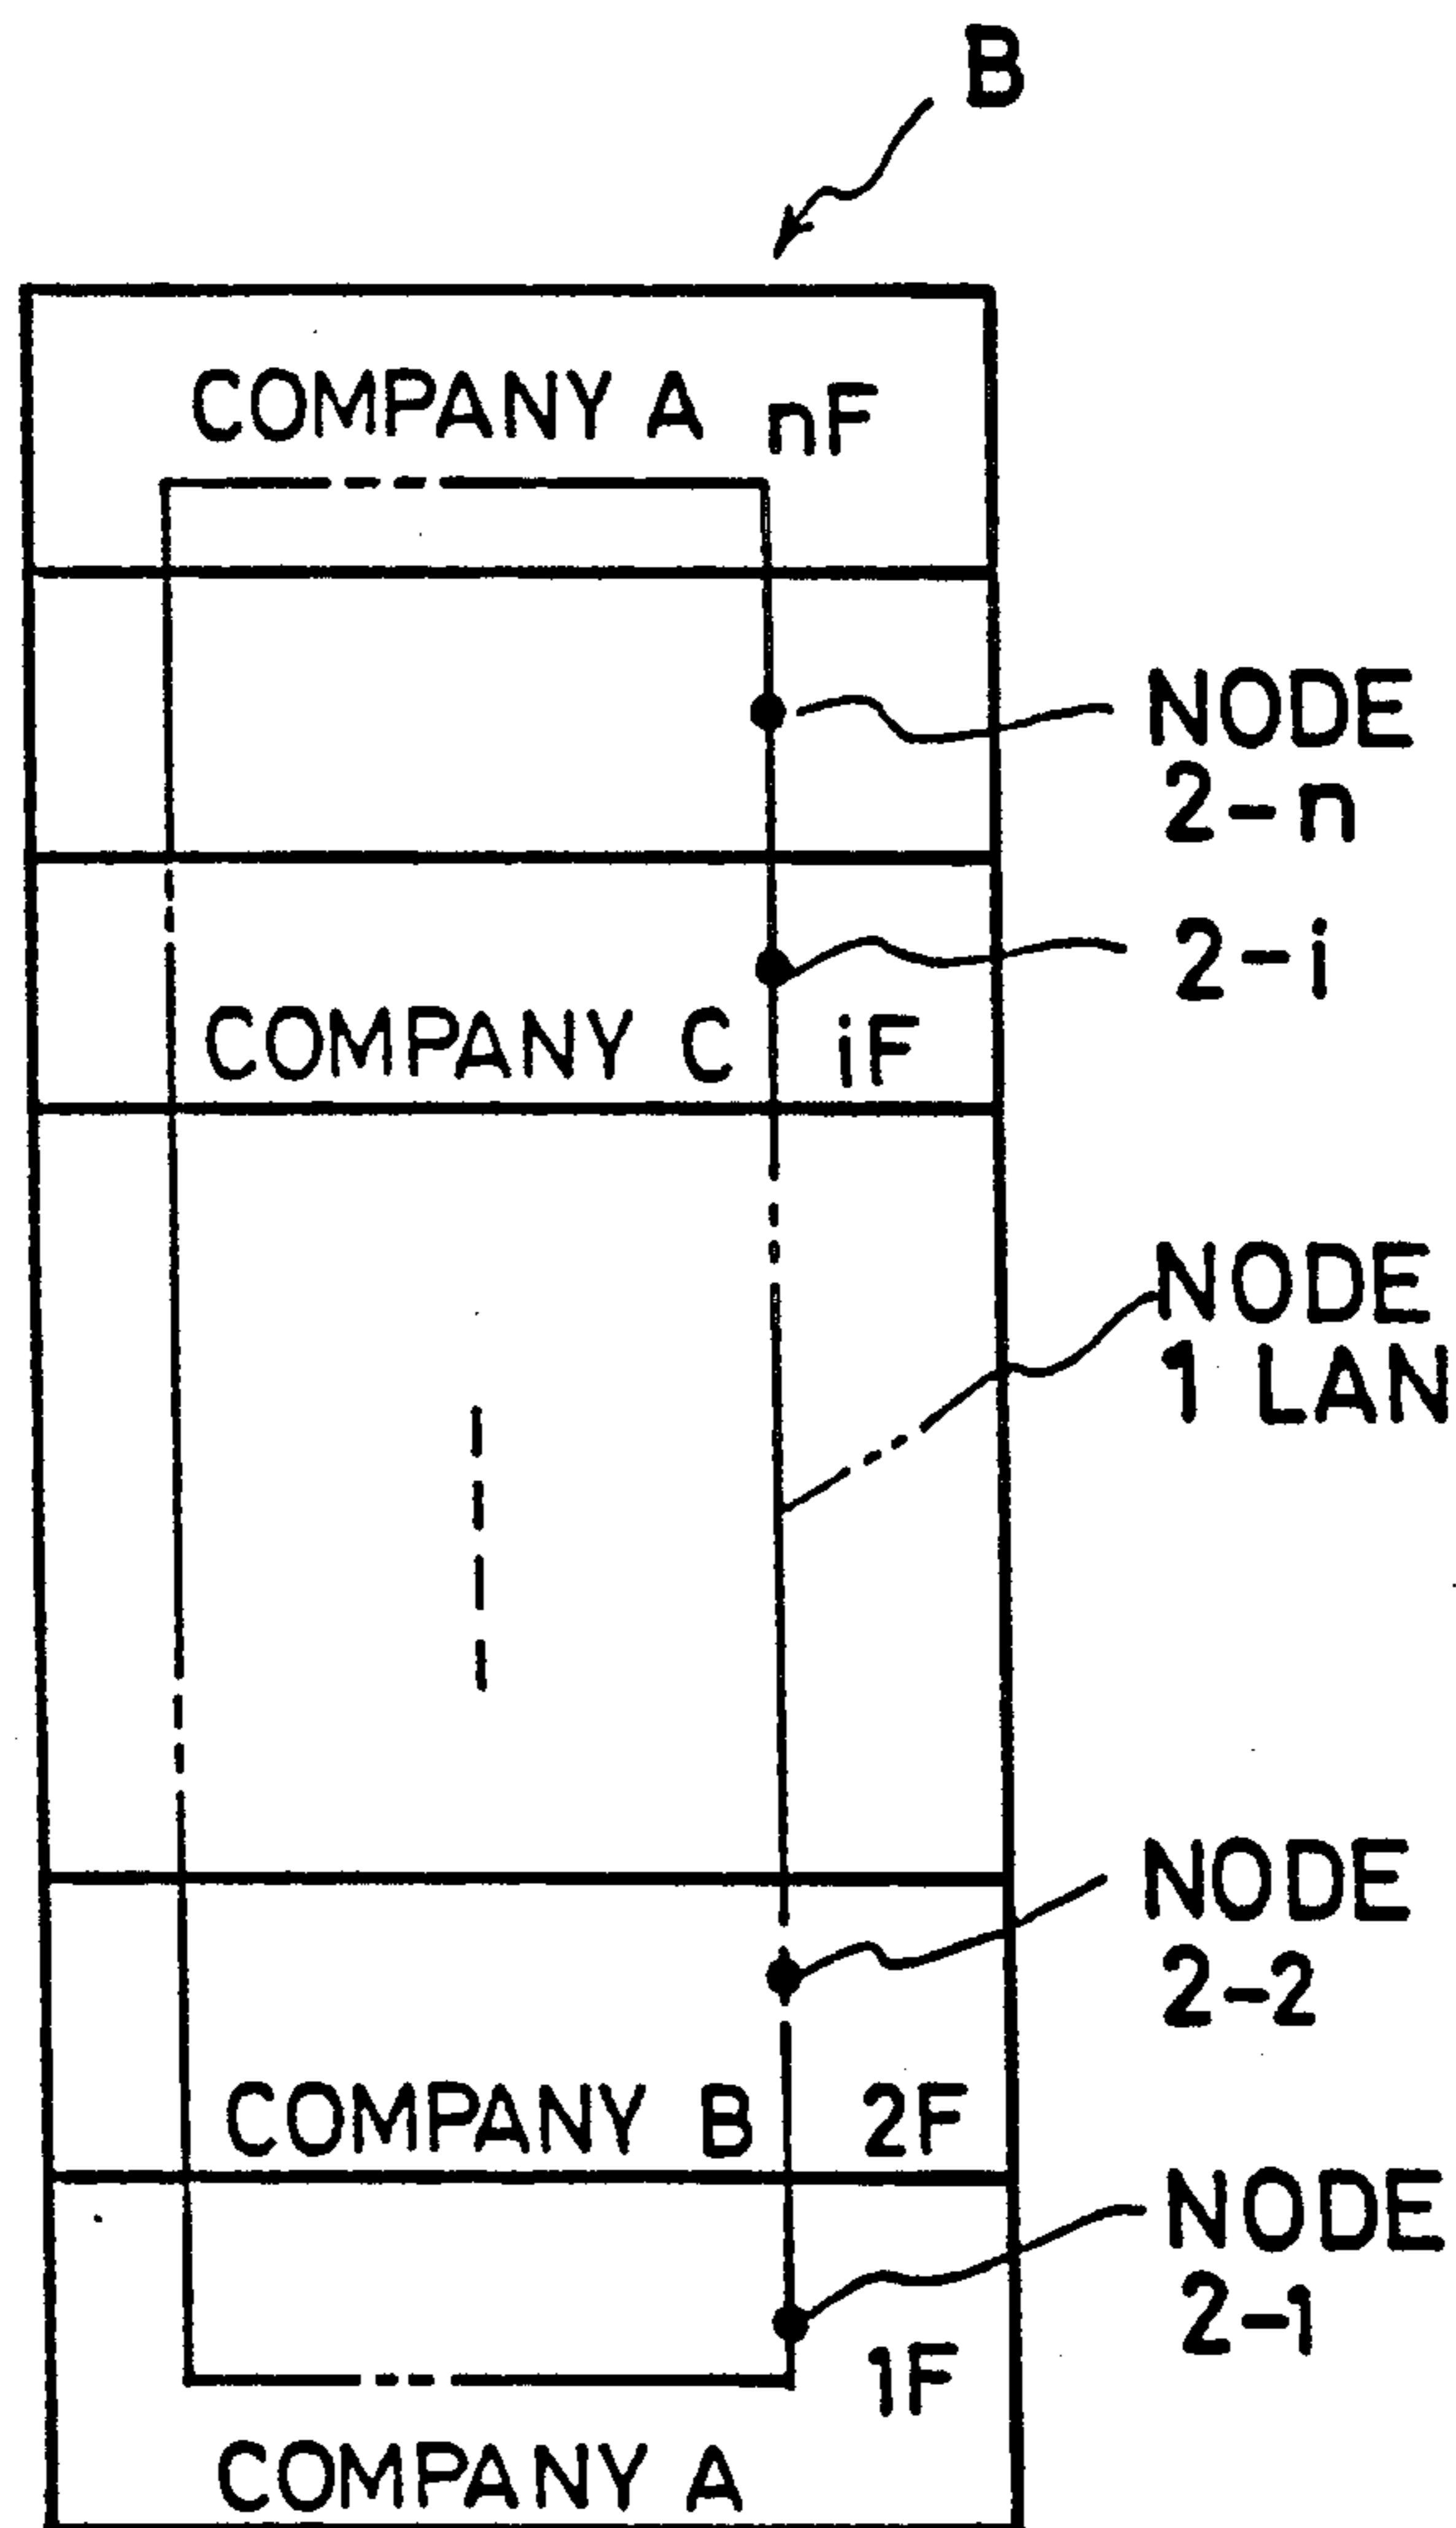 B
COMPANY A nF
NODE
2-n
2-i
COMPANY C iF
NODE
1 LAN
NODE
2-2
COMPANY B 2F
NODE
2-1
1F
COMPANY A